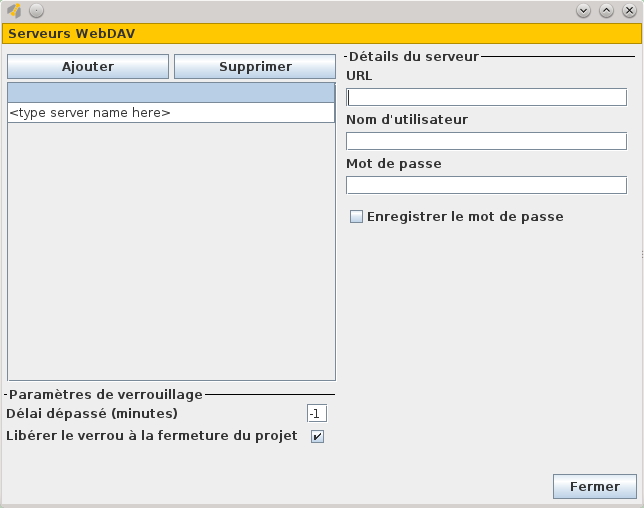 Serveurs WebDAV
Ajouter
Supprimer
<type server name here>
Paramètres de verrouillage
Délai dépassé (minutes)
-1
Libérer le verrou à la fermeture du projet
Détails du serveur
URL
Nom d'utilisateur
Mot de passe
Enregistrer le mot de passe
Fermer